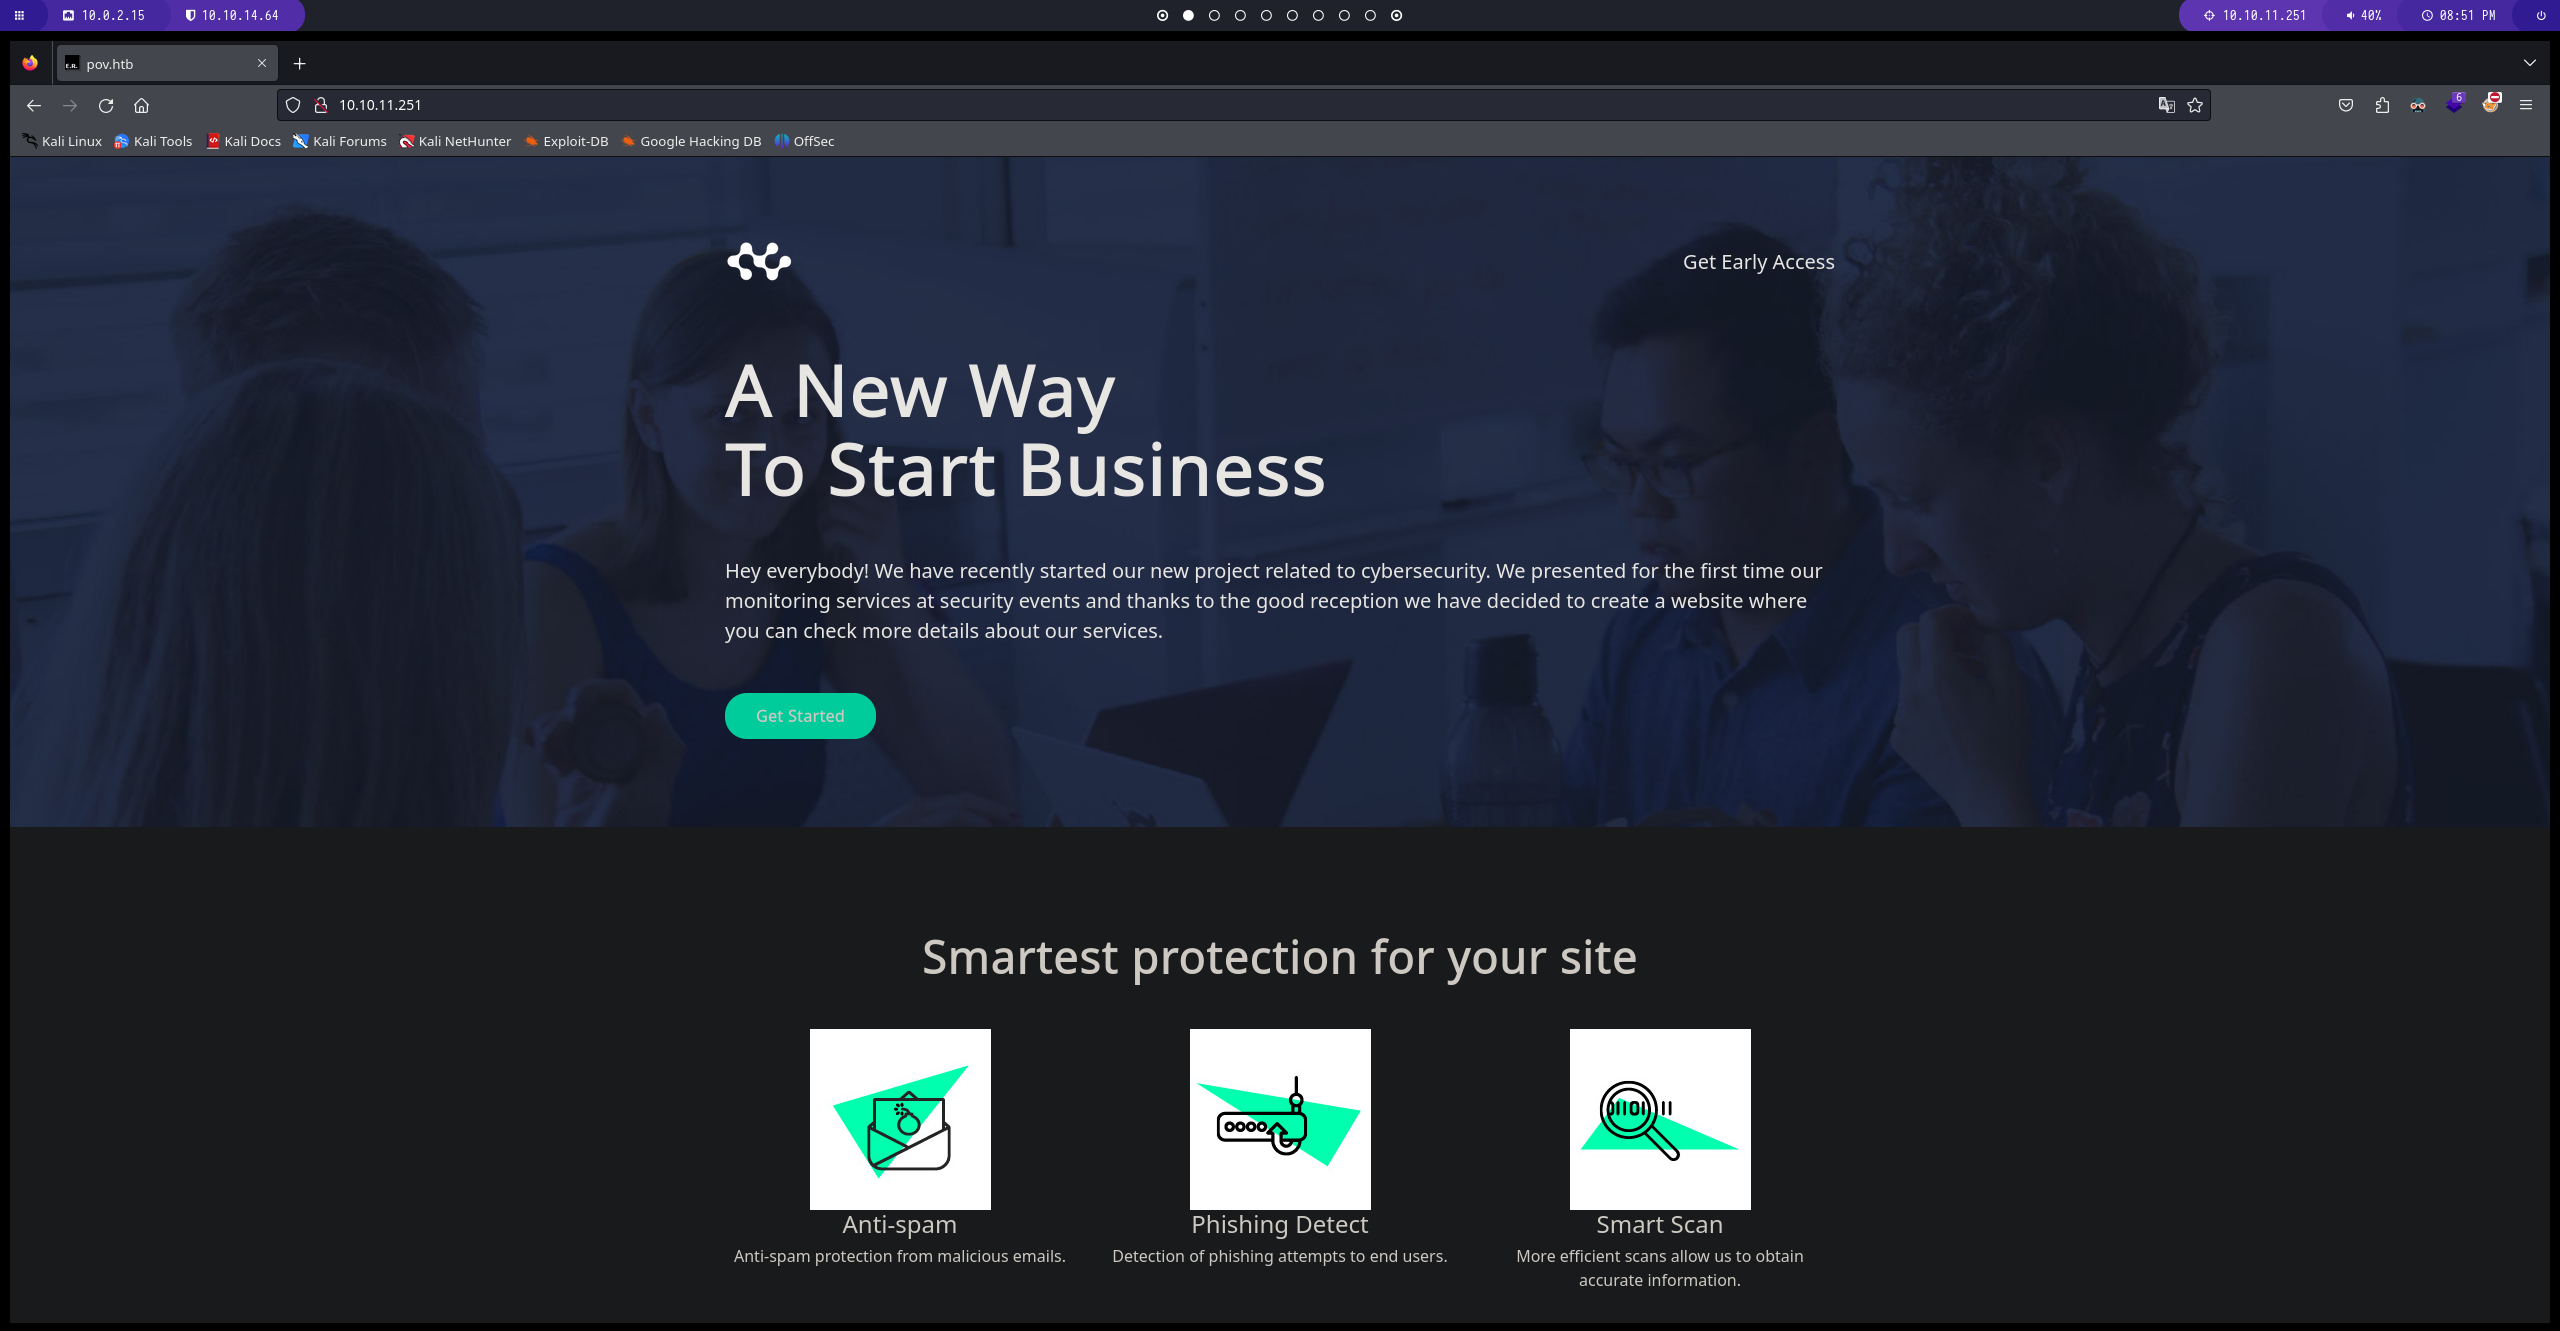 10.0.2.15
10.10.14.64
10.10.11.251
40%
08:51 PM
E.R.
pov.htb
10.10.11.251
6
Kali Linux
Kali Tools
Kali Docs
Kali Forums
Kali NetHunter
Exploit-DB
Google Hacking DB
OffSec
Get Early Access
A New Way
To Start Business
Hey everybody! We have recently started our new project related to cybersecurity. We presented for the first time our
monitoring services at security events and thanks to the good reception we have decided to create a website where
you can check more details about our services.
Get Started
Smartest protection for your site
Anti-spam
Anti-spam protection from malicious emails.
Phishing Detect
Detection of phishing attempts to end users.
Smart Scan
More efficient scans allow us to obtain
accurate information.